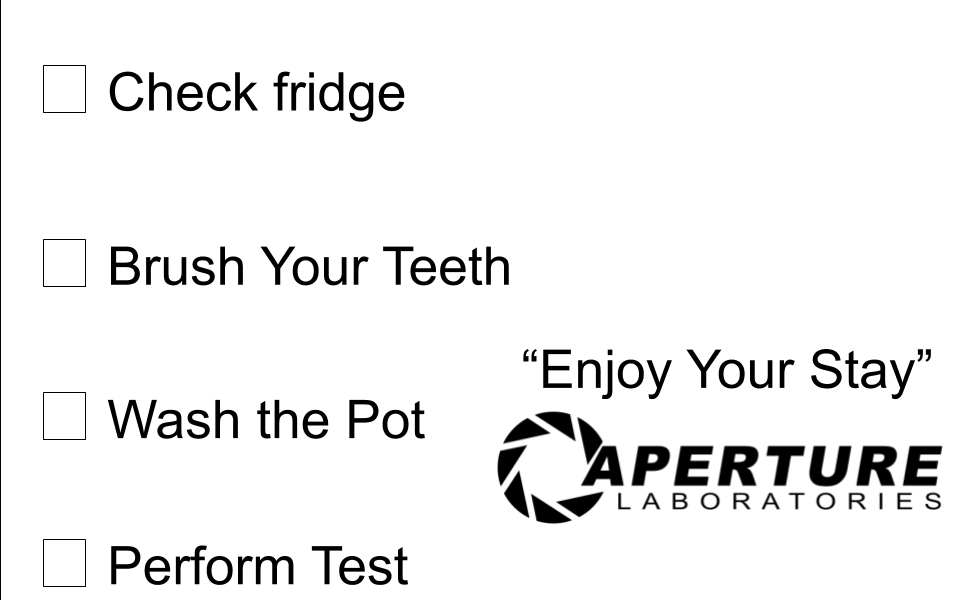 Check fridge
Brush Your Teeth
“Enjoy Your Stay”
Wash the Pot
APERTURE
LABORATORIES
Perform Test